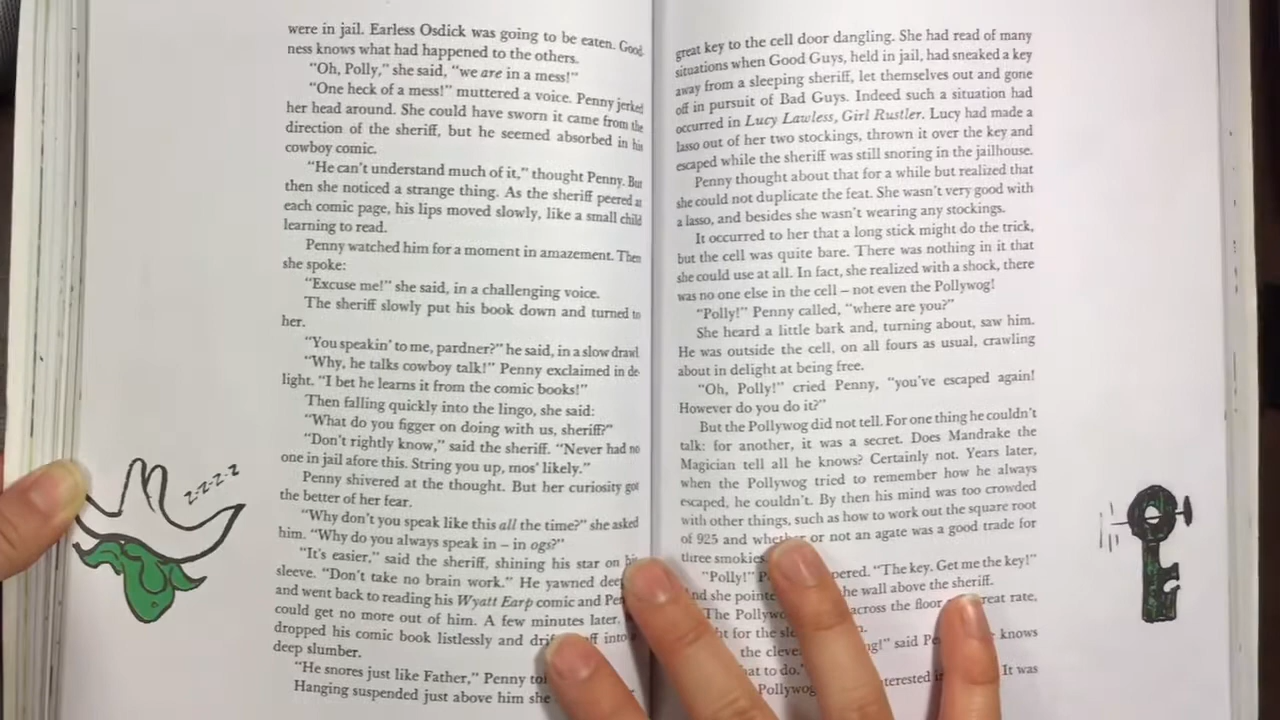 were in jail. Earless Osdick was going to be eaten. Good-
ness knows what had happened to the others.
"Oh, Polly," she said, "we are in a mess!"
"One heck of a mess!" muttered a voice. Penny jerked
her head around. She could have sworn it came from the
direction of the sheriff, but he seemed absorbed in his
cowboy comic.
"He can't understand much of it," thought Penny. But
then she noticed a strange thing. As the sheriff peered at
each comic page, his lips moved slowly, like a small child
learning to read.
Penny watched him for a moment in amazement. Then
she spoke:
"Excuse me!" she said, in a challenging voice.
The sheriff slowly put his book down and turned to
her.
"You speakin' to me, pardner?" he said, in a slow drawl
"Why, he talks cowboy talk!" Penny exclaimed in de-
light. "I bet he learns it from the comic books!"
Then falling quickly into the lingo, she said:
"What do you figger on doing with us, sheriff?"
"Don't rightly know," said the sheriff. "Never had no
one in jail afore this. String you up, mos' likely."
Penny shivered at the thought. But her curiosity got
the better of her fear.
"Why don't you speak like this all the time?" she asked
him. "Why do you always speak in – in ogs?"
"It's easier," said the sheriff, shining his star on his
sleeve. "Don't take no brain work." He yawned
and went back to reading his Wyatt Earp comic and
could get no more out of him. A few minutes later.
dropped his comic book listlessly and into a
deep slumber.
"He snores just like Father," Penny
Hanging suspended just above him she
z-z-z-z
great key to the cell door dangling. She had read of many
situations when Good Guys, held in jail, had sneaked a key
away from a sleeping sheriff, let themselves out and gone
off in pursuit of Bad Guys. Indeed such a situation had
occurred in Lucy Lawless, Girl Rustler. Lucy had made a
lasso out of her two stockings, thrown it over the key and
escaped while the sheriff was still snoring in the jailhouse.
Penny thought about that for a while but realized that
she could not duplicate the feat. She wasn't very good with
a lasso, and besides she wasn't wearing any stockings.
It occurred to her that a long stick might do the trick,
but the cell was quite bare. There was nothing in it that
she could use at all. In fact, she realized with a shock, there
was no one else in the cell – not even the Pollywog!
"Polly!" Penny called, "where are you?"
She heard a little bark and, turning about, saw him.
He was outside the cell, on all fours as usual, crawling
about in delight at being free.
"Oh, Polly!" cried Penny, "you've escaped again!
However do you do it?"
But the Pollywog did not tell. For one thing he couldn't
talk: for another, it was a secret. Does Mandrake the
Magician tell all he knows? Certainly not. Years later,
when the Pollywog tried to remember how he always
escaped, he couldn't. By then his mind was too crowded
with other things, such as how to work out the square root
of 925 and whether or not an agate was a good trade for
three smokies.
"Polly!" "The key. Get me the key!"
And she the wall above the sheriff.
The across the floor rate,
for the
the said knows
to do."
It was